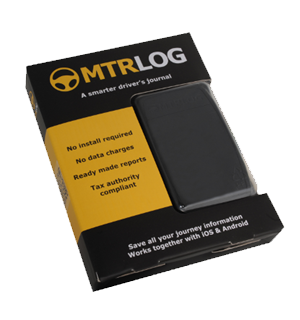 MTRLOG
A smarter driver's journal
No install required
No data charges
Ready made reports
Tax authority
compliant
Save all your journey information
Works together with iOS & Android